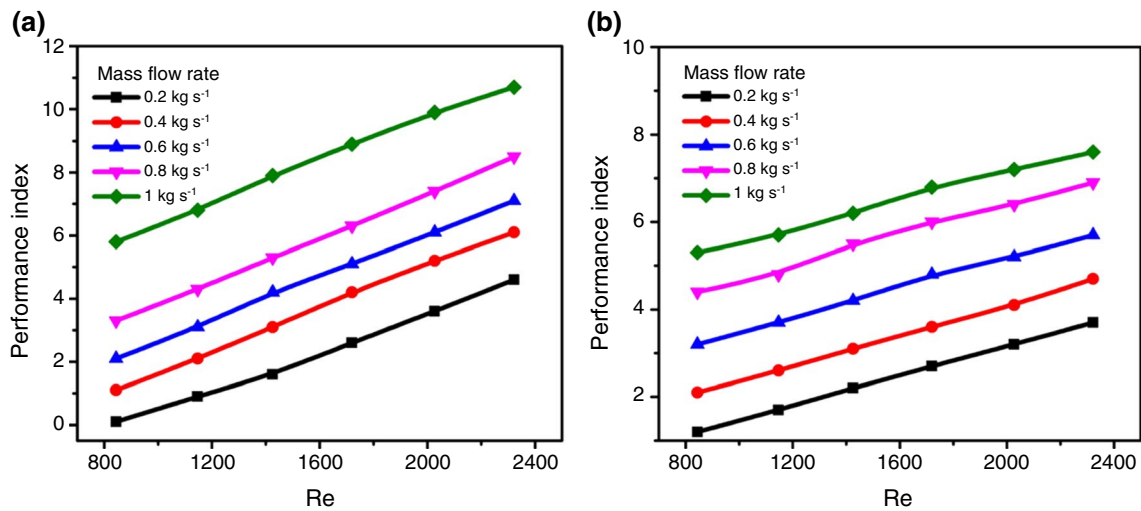 (a)
12
10
8
6
4
2
0
Performance index
Mass flow rate
0.2 kg s⁻¹
0.4 kg s⁻¹
0.6 kg s⁻¹
0.8 kg s⁻¹
1 kg s⁻¹
800 1200 1600 2000 2400
Re
(b)
10
8
6
4
2
Performance index
Mass flow rate
0.2 kg s⁻¹
0.4 kg s⁻¹
0.6 kg s⁻¹
0.8 kg s⁻¹
1 kg s⁻¹
800 1200 1600 2000 2400
Re